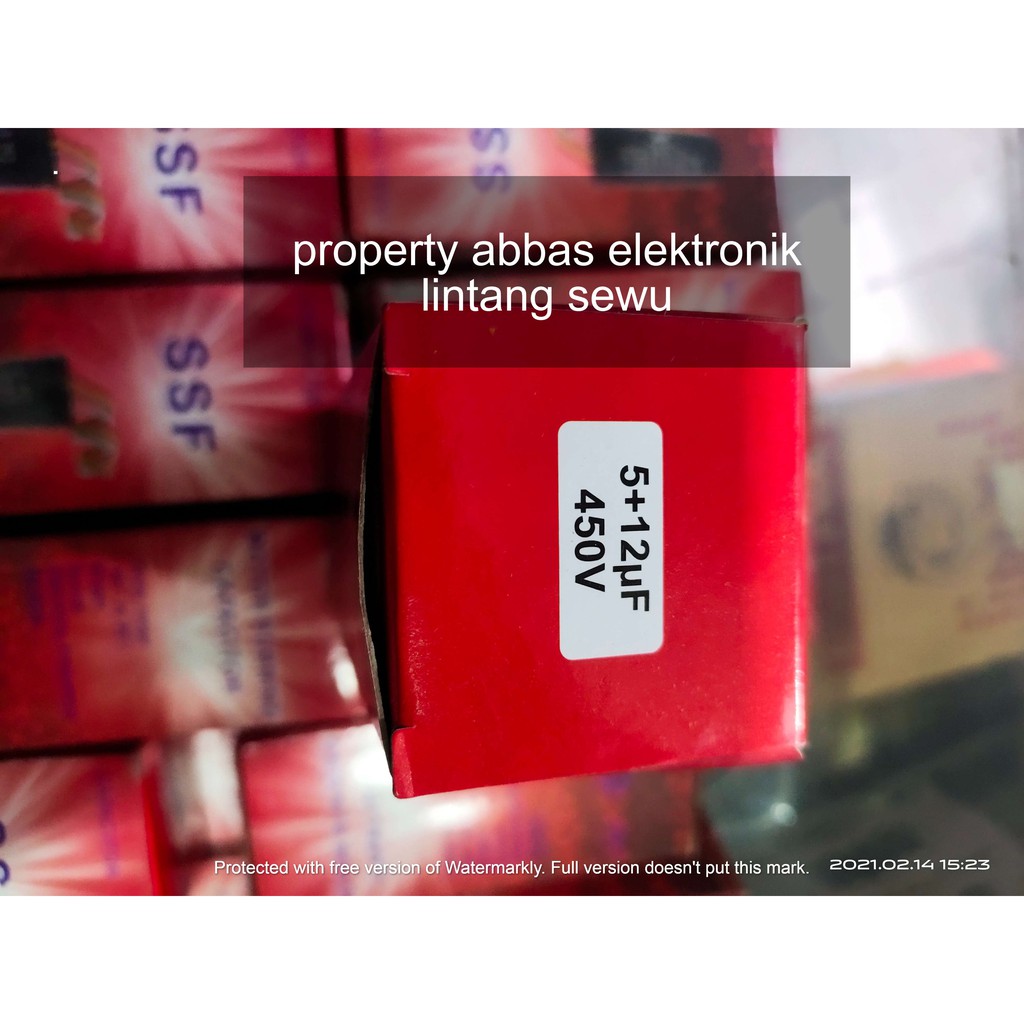 property abbas elektronik
lintang sewu
SSF
SS
SSF
5+12µF
450V
Protected with free version of Watermarkly. Full version doesn't put this mark.
2021.02.14 15:23